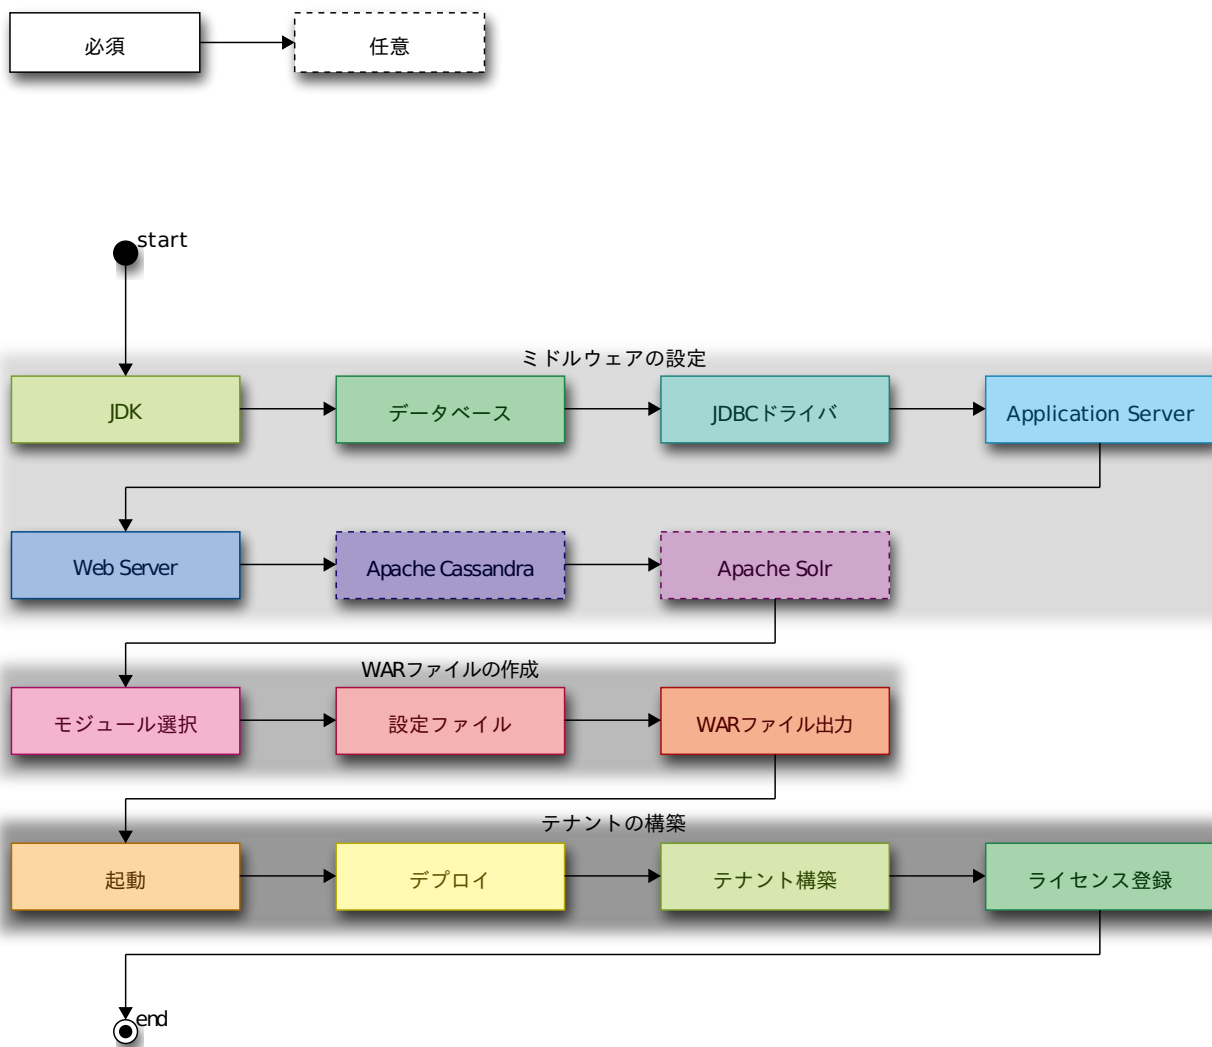 必須
任意
start
ミドルウェアの設定
JDK
データベース
JDBCドライバ
Application Server
Web Server
Apache Cassandra
Apache Solr
WARファイルの作成
モジュール選択
設定ファイル
WARファイル出力
テナントの構築
起動
デプロイ
テナント構築
ライセンス登録
end